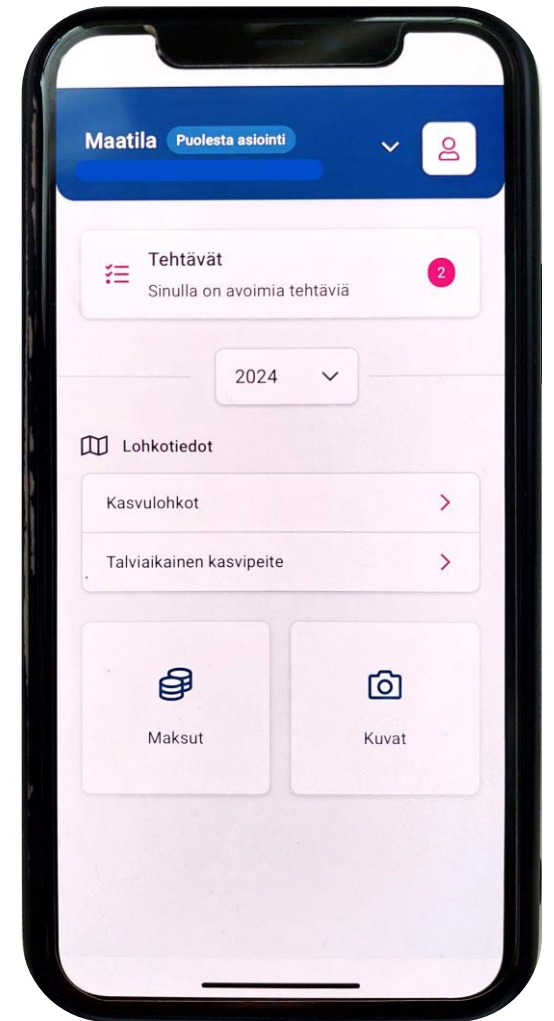 Maatila Puolesta asiointi
Tehtävät
Sinulla on avoimia tehtäviä
2
2024
Lohkotiedot
Kasvulohkot
Talviaikainen kasvipeite
Maksut
Kuvat